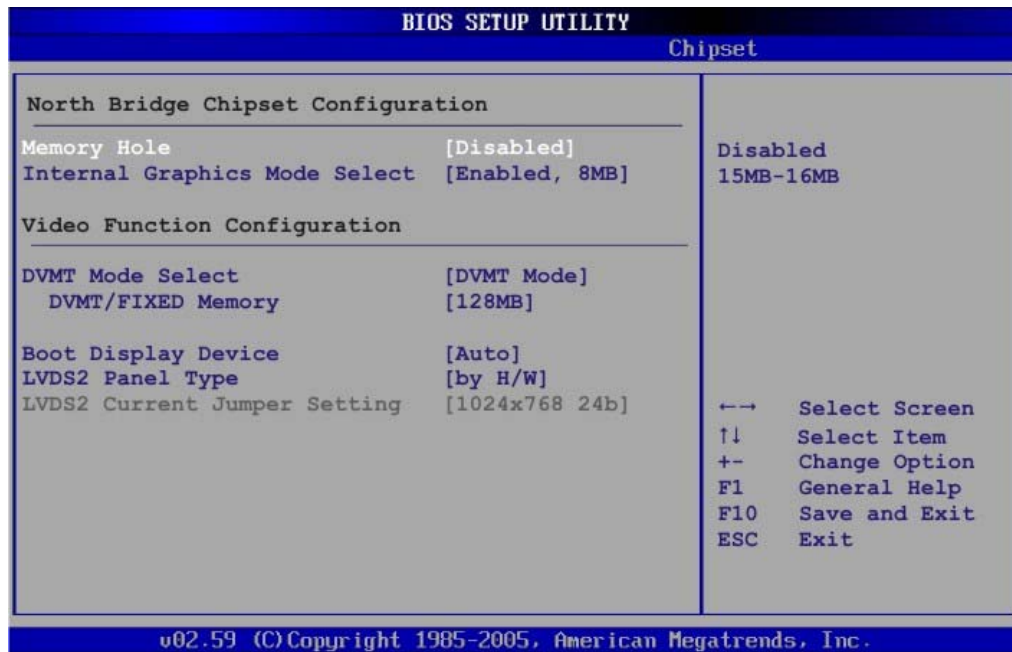 BIOS SETUP UTILITY
Chipset
North Bridge Chipset Configuration
Memory Hole [Disabled]
Internal Graphics Mode Select [Enabled, 8MB]
Video Function Configuration
DVMT Mode Select [DVMT Mode]
DVMT/FIXED Memory [128MB]
Boot Display Device [Auto]
LVDS2 Panel Type [by H/W]
LVDS2 Current Jumper Setting [1024x768 24b]
Disabled
15MB-16MB
←→ Select Screen
↑↓ Select Item
+- Change Option
F1 General Help
F10 Save and Exit
ESC Exit
v02.59 (C)Copyright 1985-2005, American Megatrends, Inc.